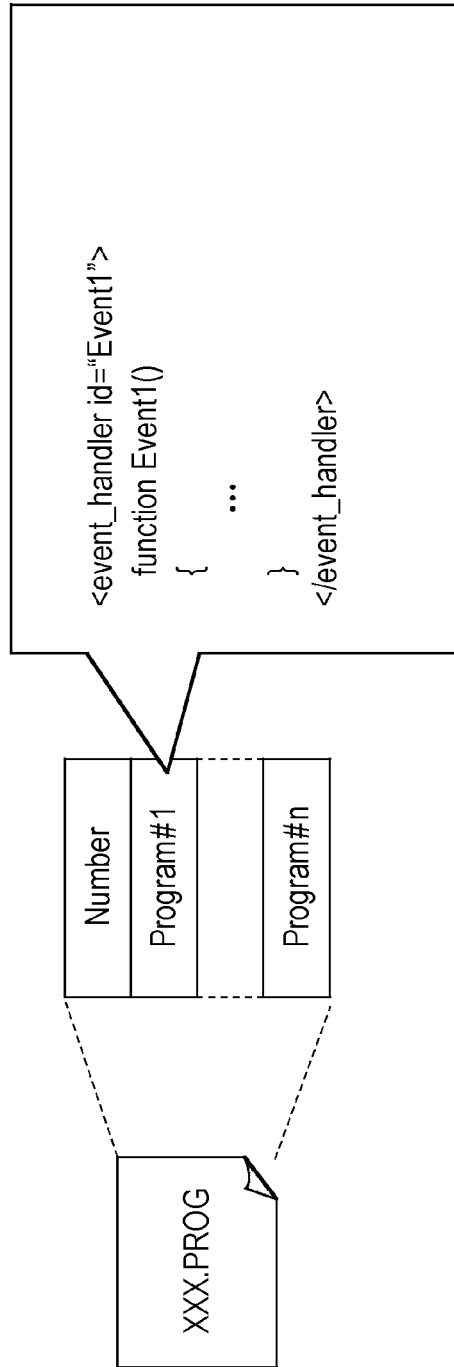 XXX.PROG
Number
Program#1
Program#n
<event_handler id=“Event1”>
function Event1()
{
...
}
</event_handler>